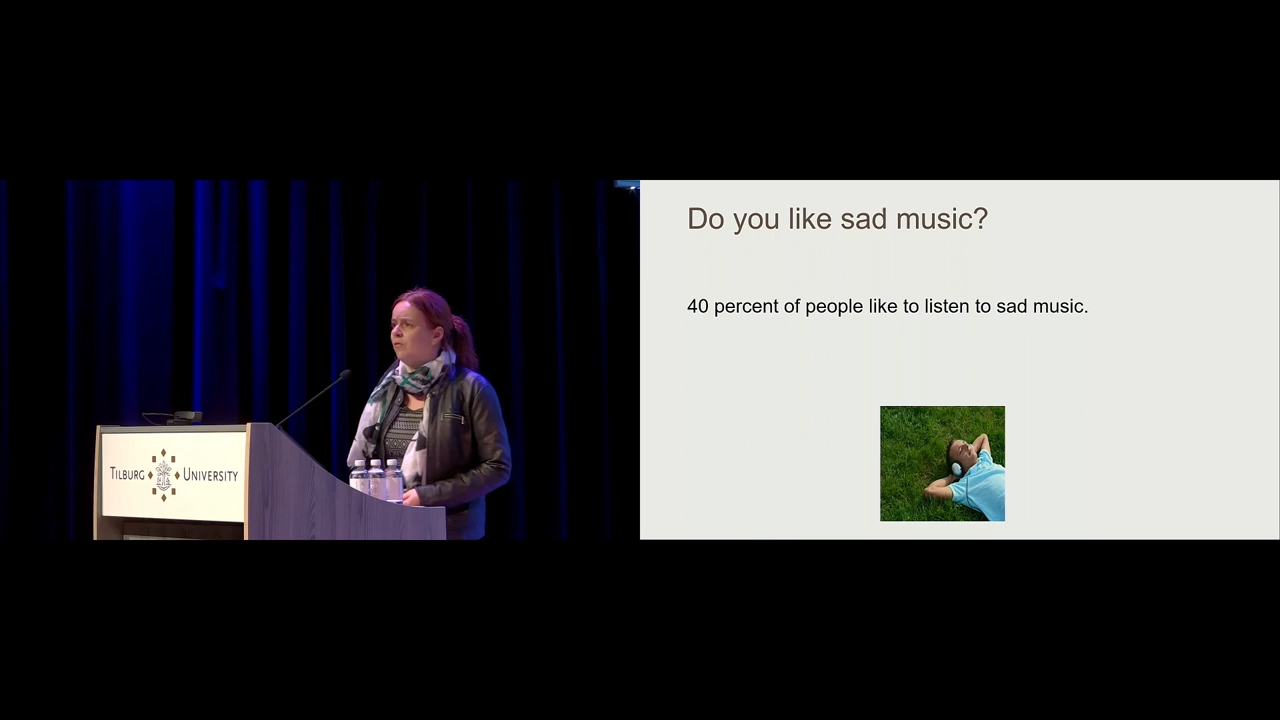 TILBURG UNIVERSITY
Do you like sad music?
40 percent of people like to listen to sad music.